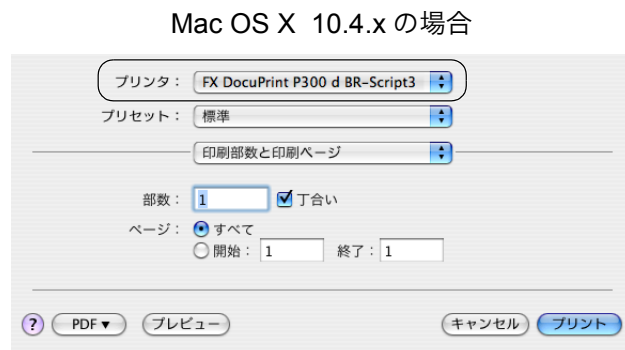 Mac OS X 10.4.x の場合
プリンタ： FX DocuPrint P300 d BR-Script3
プリセット： 標準
印刷部数と印刷ページ
部数： 1 丁合い
ページ： すべて
開始： 1 終了： 1
? PDF▼ プレビュー キャンセル プリント